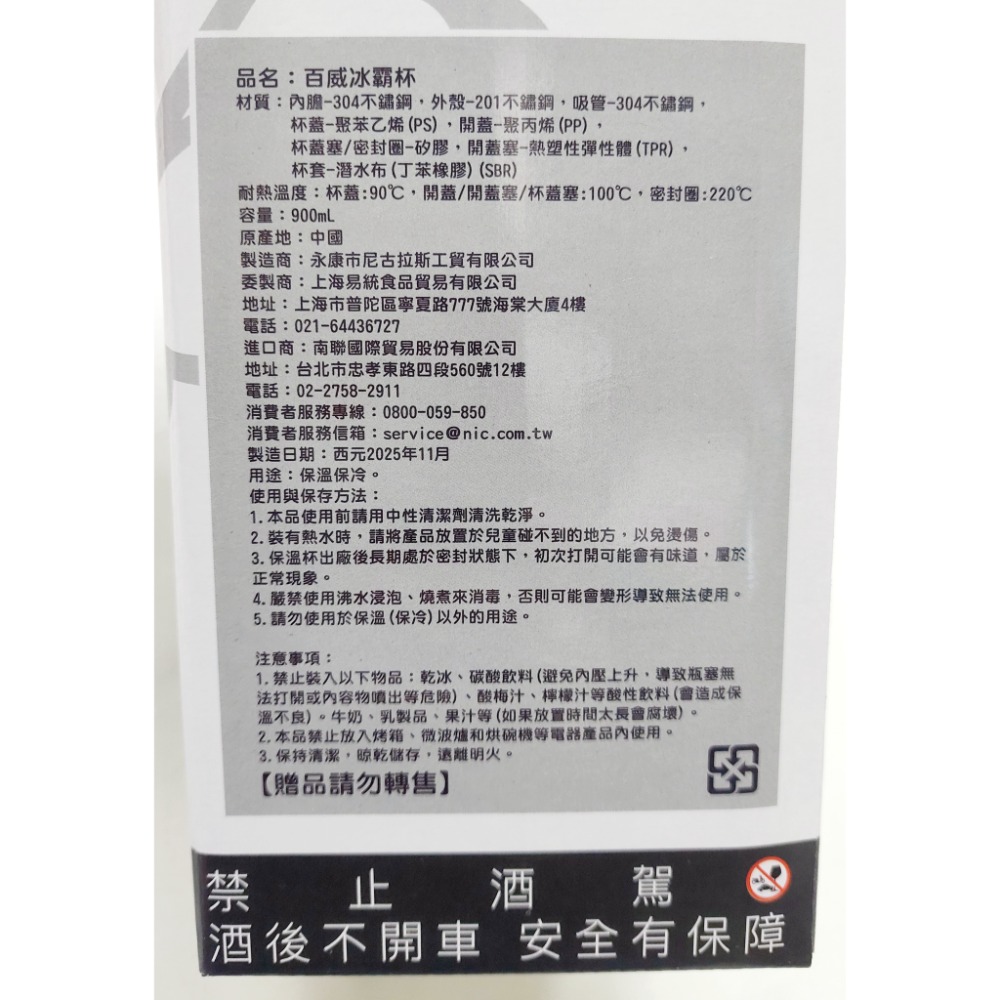 品名：百威冰霸杯
材質：內膽-304不鏽鋼，外殼-201不鏽鋼，吸管-304不鏽鋼，
杯蓋-聚苯乙烯(PS)，開蓋-聚丙烯(PP)，
杯蓋塞/密封圈-矽膠，開蓋塞-熱塑性彈性體(TPR)，
杯套-潛水布(丁苯橡膠)(SBR)
耐熱溫度：杯蓋:90℃，開蓋/開蓋塞/杯蓋塞:100℃，密封圈:220℃
容量：900mL
原產地：中國
製造商：永康市尼古拉斯工貿有限公司
委製商：上海易統食品貿易有限公司
地址：上海市普陀區寧夏路777號海棠大廈4樓
電話：021-64436727
進口商：南聯國際貿易股份有限公司
地址：台北市忠孝東路四段560號12樓
電話：02-2758-2911
消費者服務專線：0800-059-850
消費者服務信箱：service@nic.com.tw
製造日期：西元2025年11月
用途：保溫保冷。
使用與保存方法：
1.本品使用前請用中性清潔劑清洗乾淨。
2.裝有熱水時，請將產品放置於兒童碰不到的地方，以免燙傷。
3.保溫杯出廠後長期處於密封狀態下，初次打開可能會有味道，屬於
正常現象。
4.嚴禁使用沸水浸泡、燒煮來消毒，否則可能會變形導致無法使用。
5.請勿使用於保溫(保冷)以外的用途。
注意事項：
1.禁止裝入以下物品：乾冰、碳酸飲料(避免內壓上升，導致瓶塞無
法打開或內容物噴出等危險)、酸梅汁、檸檬汁等酸性飲料(會造成保
溫不良)。牛奶、乳製品、果汁等(如果放置時間太長會腐壞)。
2.本品禁止放入烤箱、微波爐和烘碗機等電器產品內使用。
3.保持清潔，晾乾儲存，遠離明火。
【贈品請勿轉售】
禁止酒駕
酒後不開車 安全有保障